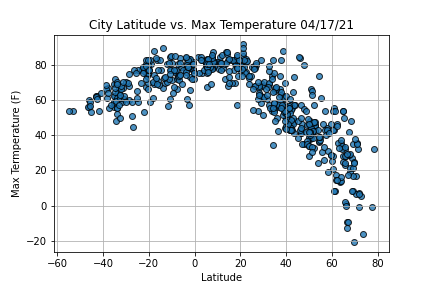 City Latitude vs. Max Temperature 04/17/21
Max Termperature (F)
80
60
40
20
0
−20
−60 −40 −20 0 20 40 60 80
Latitude